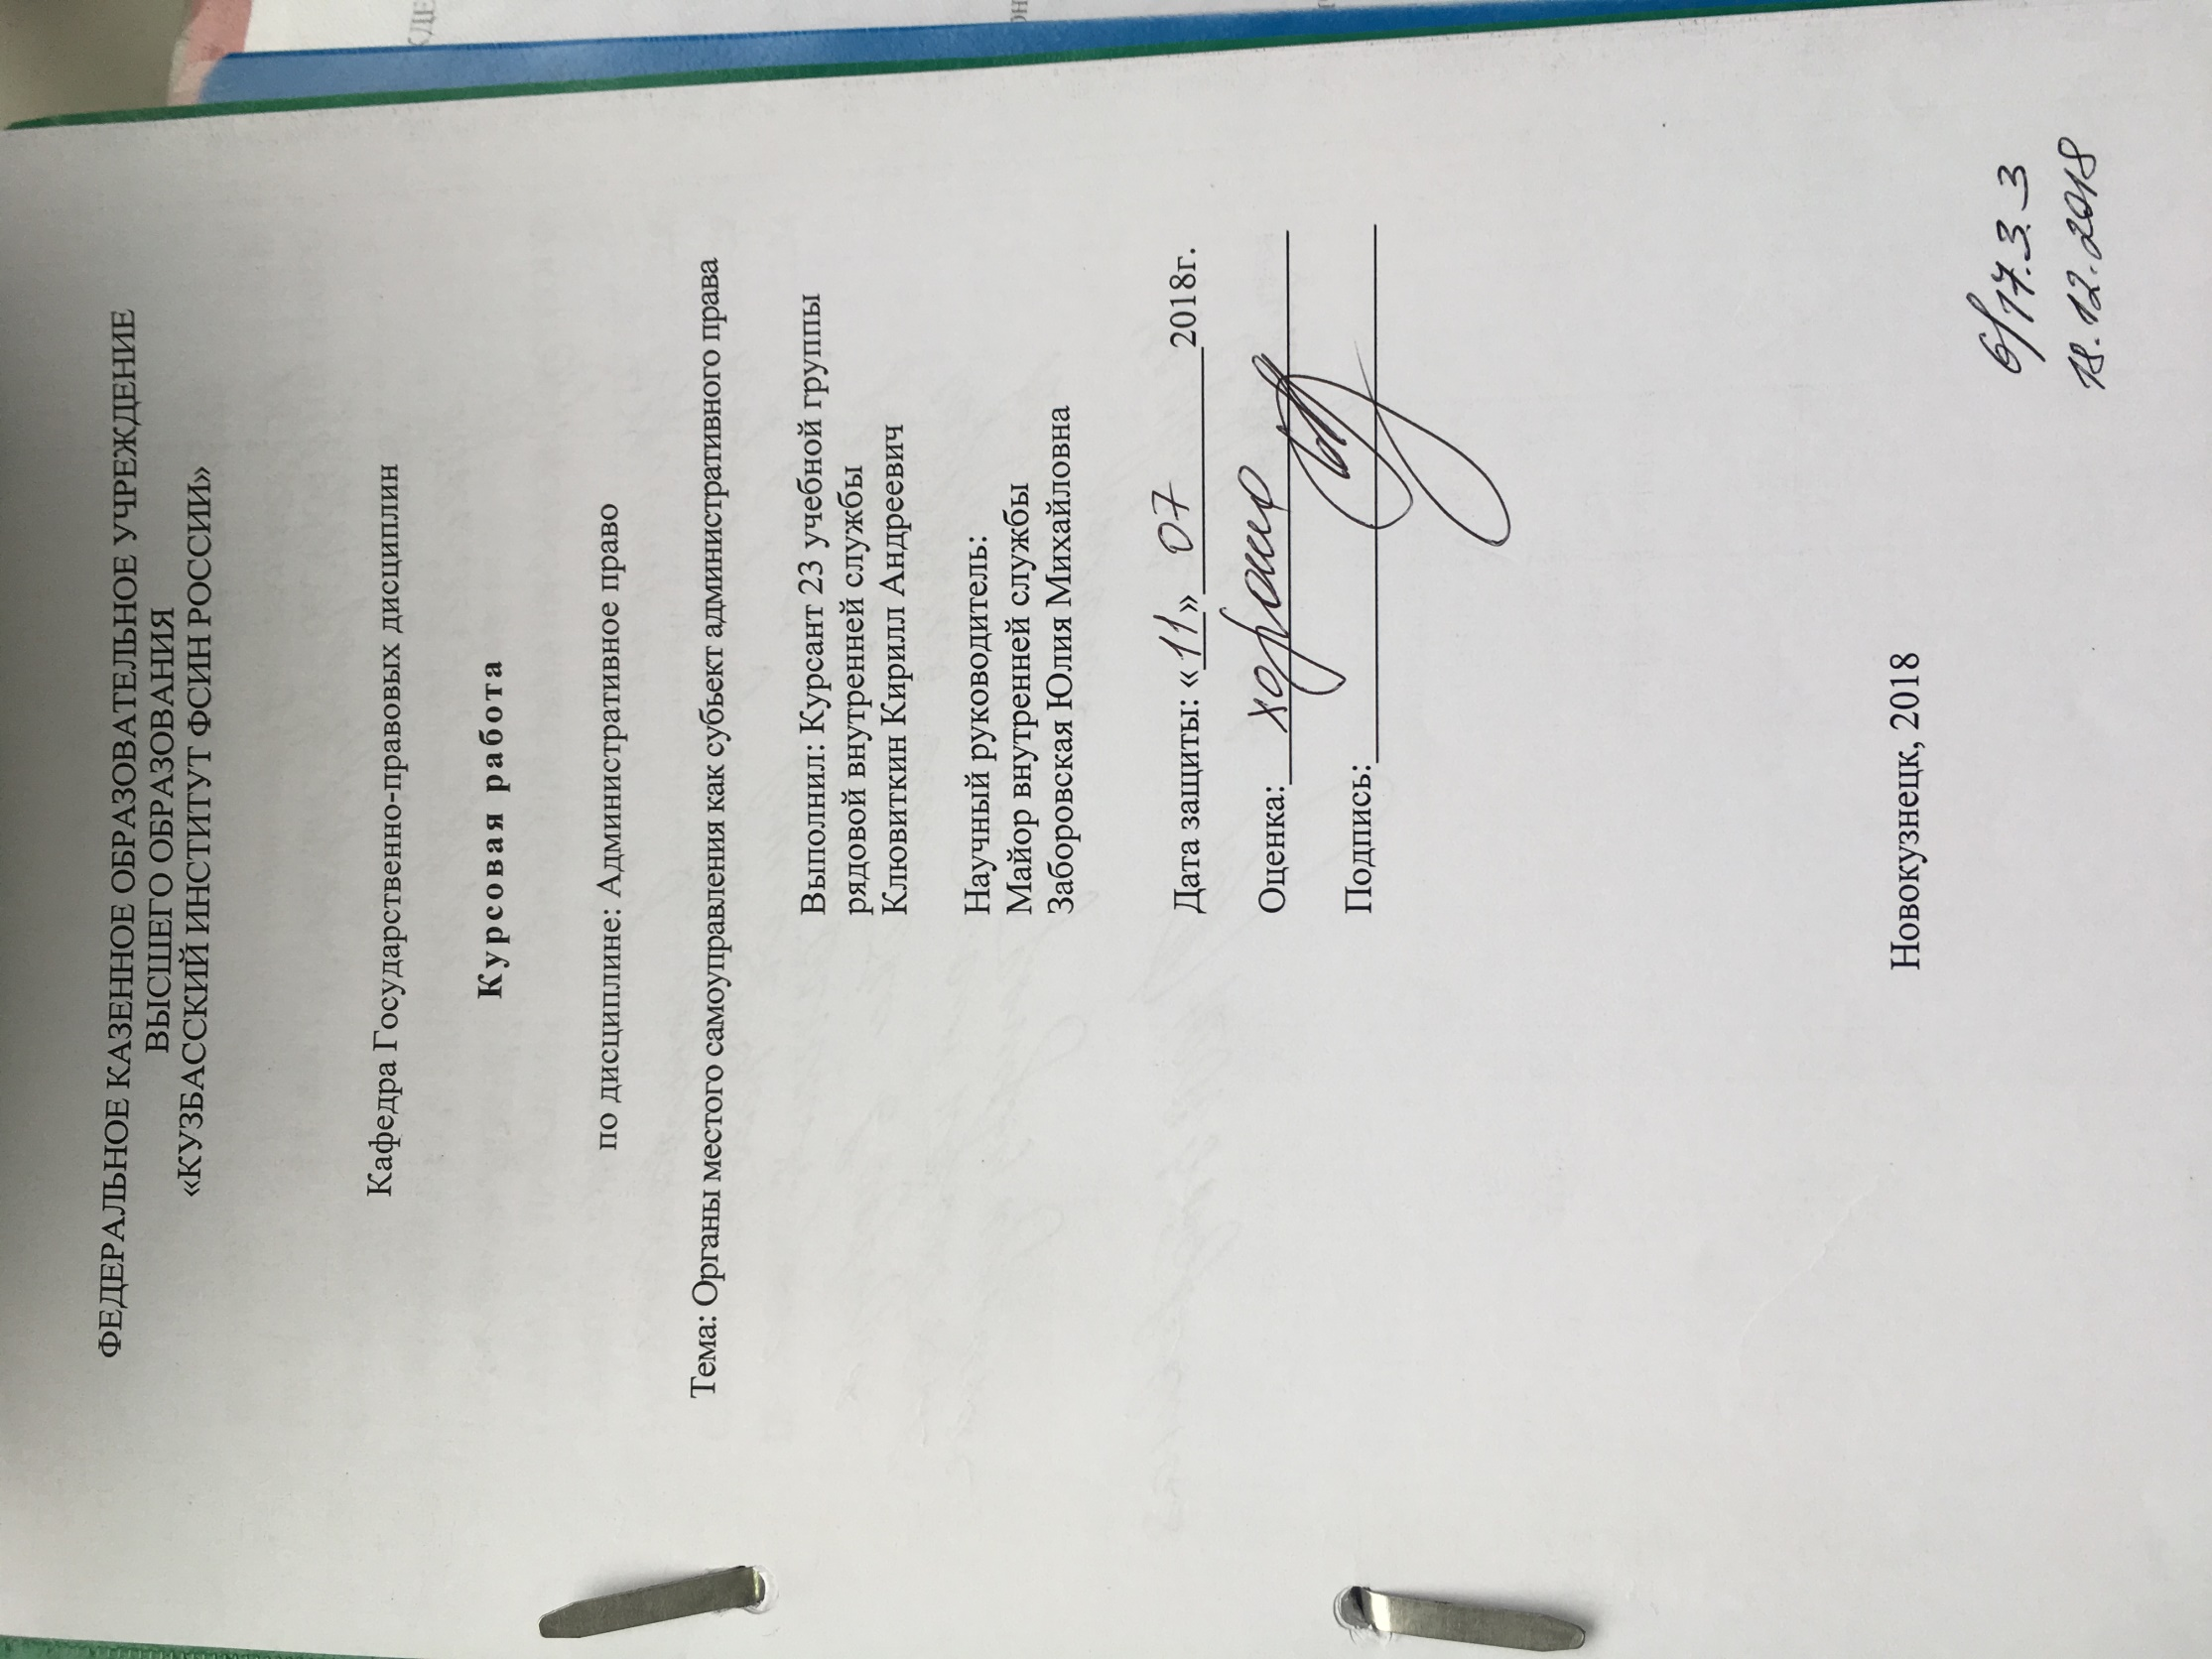 ФЕДЕРАЛЬНОЕ КАЗЕННОЕ ОБРАЗОВАТЕЛЬНОЕ УЧРЕЖДЕНИЕ
ВЫСШЕГО ОБРАЗОВАНИЯ
«КУЗБАССКИЙ ИНСТИТУТ ФСИН РОССИИ»
Кафедра Государственно-правовых дисциплин
Курсовая работа
по дисциплине: Административное право
Тема: Органы местого самоуправления как субъект административного права
Выполнил: Курсант 23 учебной группы
рядовой внутренней службы
Клювиткин Кирилл Андреевич
Научный руководитель:
Майор внутренней службы
Заборовская Юлия Михайловна
Дата защиты: «11» 07 2018г.
Оценка: хорошо
Подпись:
Новокузнецк, 2018
18.12.2018